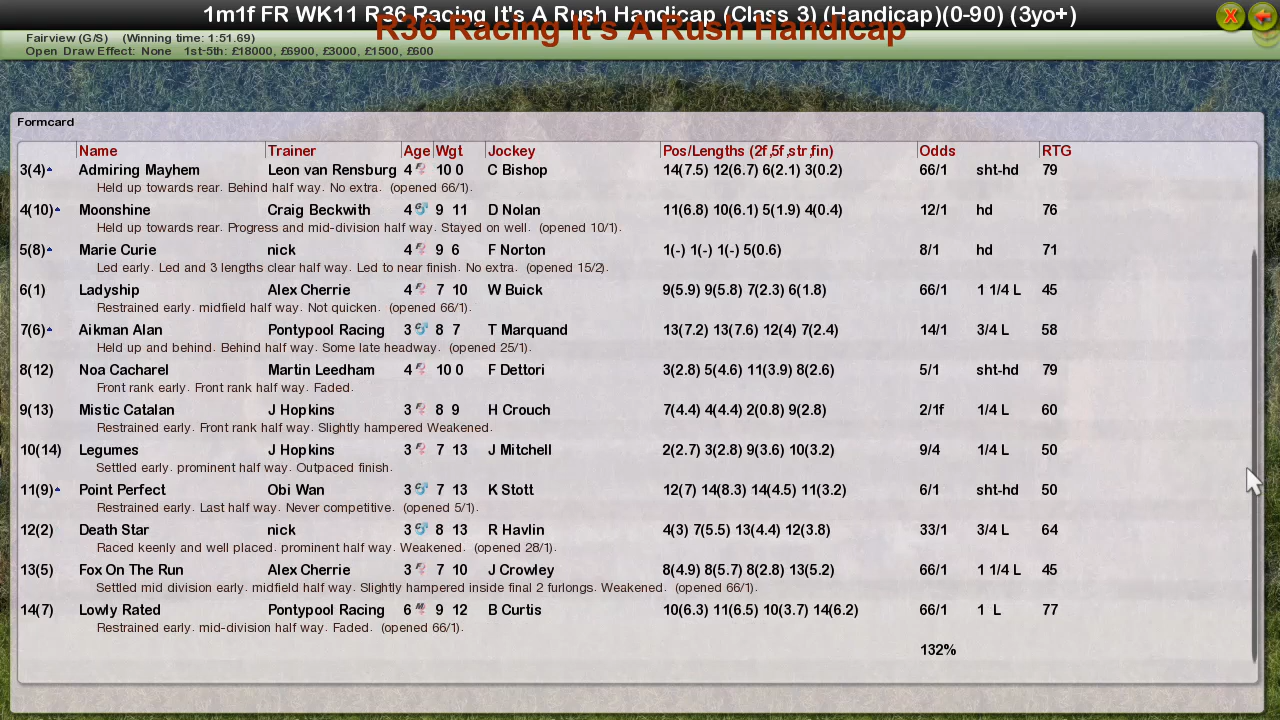 1m1f FR WK11 R36 Racing It's A Rush Handicap (Class 3) (Handicap)(0-90) (3yo+)
R36 Racing It's A Rush Handicap
Fairview (G/S) (Winning time: 1:51.69)
Open Draw Effect: None 1st-5th: £18000, £6900, £3000, £1500, £600
Formcard
Name Trainer Age Wgt Jockey Pos/Lengths (2f,5f,str,fin) Odds RTG
3(4) Admiring Mayhem Leon van Rensburg 4 10 0 C Bishop 14(7.5) 12(6.7) 6(2.1) 3(0.2) 66/1 sht-hd 79
Held up towards rear. Behind half way. No extra. (opened 66/1).
4(10) Moonshine Craig Beckwith 4 9 11 D Nolan 11(6.8) 10(6.1) 5(1.9) 4(0.4) 12/1 hd 76
Held up towards rear. Progress and mid-division half way. Stayed on well. (opened 10/1).
5(8) Marie Curie nick 4 9 6 F Norton 1(-) 1(-) 1(-) 5(0.6) 8/1 hd 71
Led early. Led and 3 lengths clear half way. Led to near finish. No extra. (opened 15/2).
6(1) Ladyship Alex Cherrie 4 7 10 W Buick 9(5.9) 9(5.8) 7(2.3) 6(1.8) 66/1 1 1/4 L 45
Restrained early. midfield half way. Not quicken. (opened 66/1).
7(6) Aikman Alan Pontypool Racing 3 8 7 T Marquand 13(7.2) 13(7.6) 12(4) 7(2.4) 14/1 3/4 L 58
Held up and behind. Behind half way. Some late headway. (opened 25/1).
8(12) Noa Cacharel Martin Leedham 4 10 0 F Dettori 3(2.8) 5(4.6) 11(3.9) 8(2.6) 5/1 sht-hd 79
Front rank early. Front rank half way. Faded.
9(13) Mistic Catalan J Hopkins 3 8 9 H Crouch 7(4.4) 4(4.4) 2(0.8) 9(2.8) 2/1f 1/4 L 60
Restrained early. Front rank half way. Slightly hampered Weakened.
10(14) Legumes J Hopkins 3 7 13 J Mitchell 2(2.7) 3(2.8) 9(3.6) 10(3.2) 9/4 1/4 L 50
Settled early. prominent half way. Outpaced finish.
11(9) Point Perfect Obi Wan 3 7 13 K Stott 12(7) 14(8.3) 14(4.5) 11(3.2) 6/1 sht-hd 50
Restrained early. Last half way. Never competitive. (opened 5/1).
12(2) Death Star nick 3 8 13 R Havlin 4(3) 7(5.5) 13(4.4) 12(3.8) 33/1 3/4 L 64
Raced keenly and well placed. prominent half way. Weakened. (opened 28/1).
13(5) Fox On The Run Alex Cherrie 3 7 10 J Crowley 8(4.9) 8(5.7) 8(2.8) 13(5.2) 66/1 1 1/4 L 45
Settled mid division early. midfield half way. Slightly hampered inside final 2 furlongs. Weakened. (opened 66/1).
14(7) Lowly Rated Pontypool Racing 6 9 12 B Curtis 10(6.3) 11(6.5) 10(3.7) 14(6.2) 66/1 1 L 77
Restrained early. mid-division half way. Faded. (opened 66/1).
132%